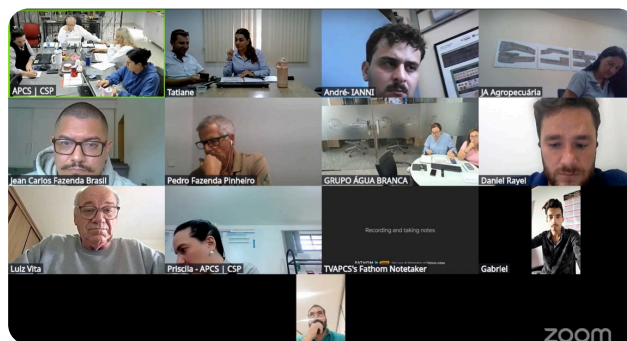 APCS | CSP
Tatiane
André- IANNI
JA Agropecuária
Jean Carlos Fazenda Brasil
Pedro Fazenda Pinheiro
GRUPO ÁGUA BRANCA
Daniel Rayel
Recording and taking notes
FATHOM
Luiz Vita
Priscila - APCS | CSP
TVAPCS's Fathom Notetaker
Gabriel
zoom